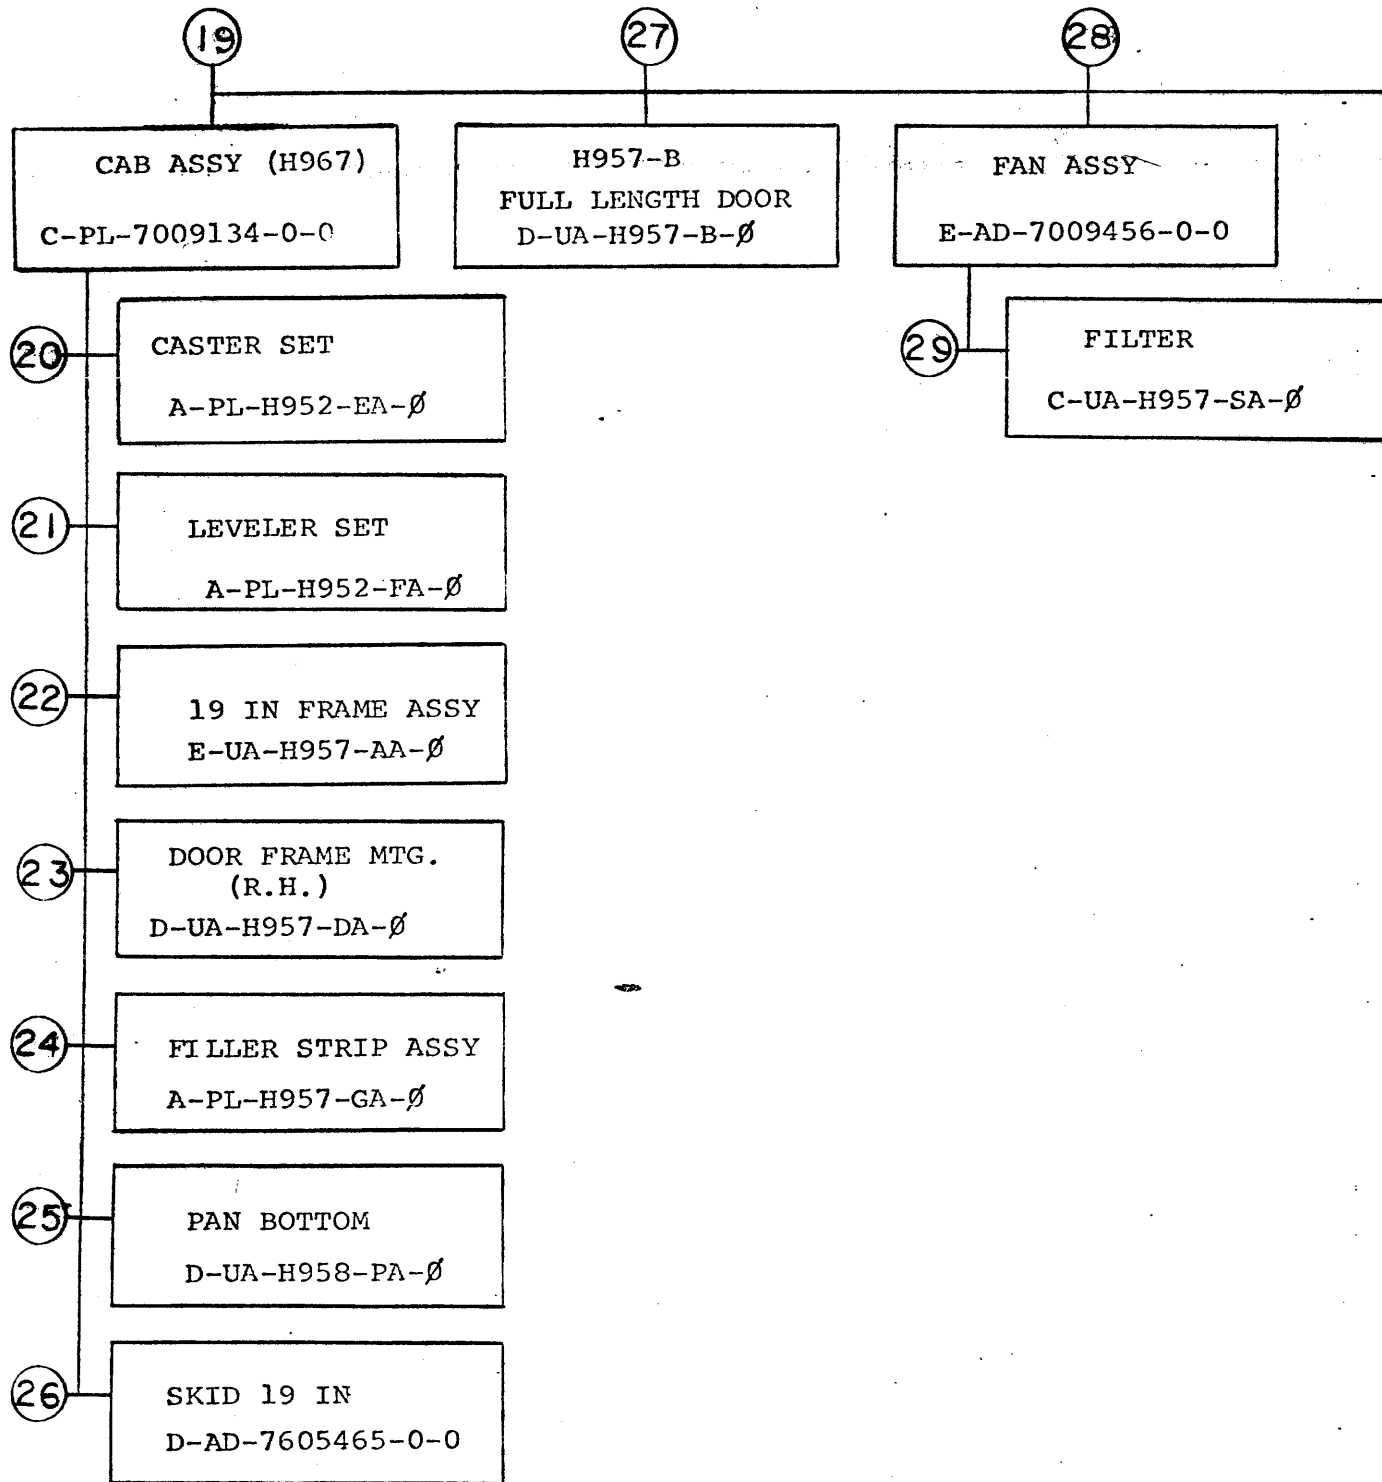 19
27
28
CAB ASSY (H967)
C-PL-7009134-0-0
H957-B
FULL LENGTH DOOR
D-UA-H957-B-Ø
FAN ASSY
E-AD-7009456-0-0
20
CASTER SET
A-PL-H952-EA-Ø
29
FILTER
C-UA-H957-SA-Ø
21
LEVELER SET
A-PL-H952-FA-Ø
22
19 IN FRAME ASSY
E-UA-H957-AA-Ø
23
DOOR FRAME MTG.
(R.H.)
D-UA-H957-DA-Ø
24
FILLER STRIP ASSY
A-PL-H957-GA-Ø
25
PAN BOTTOM
D-UA-H958-PA-Ø
26
SKID 19 IN
D-AD-7605465-0-0